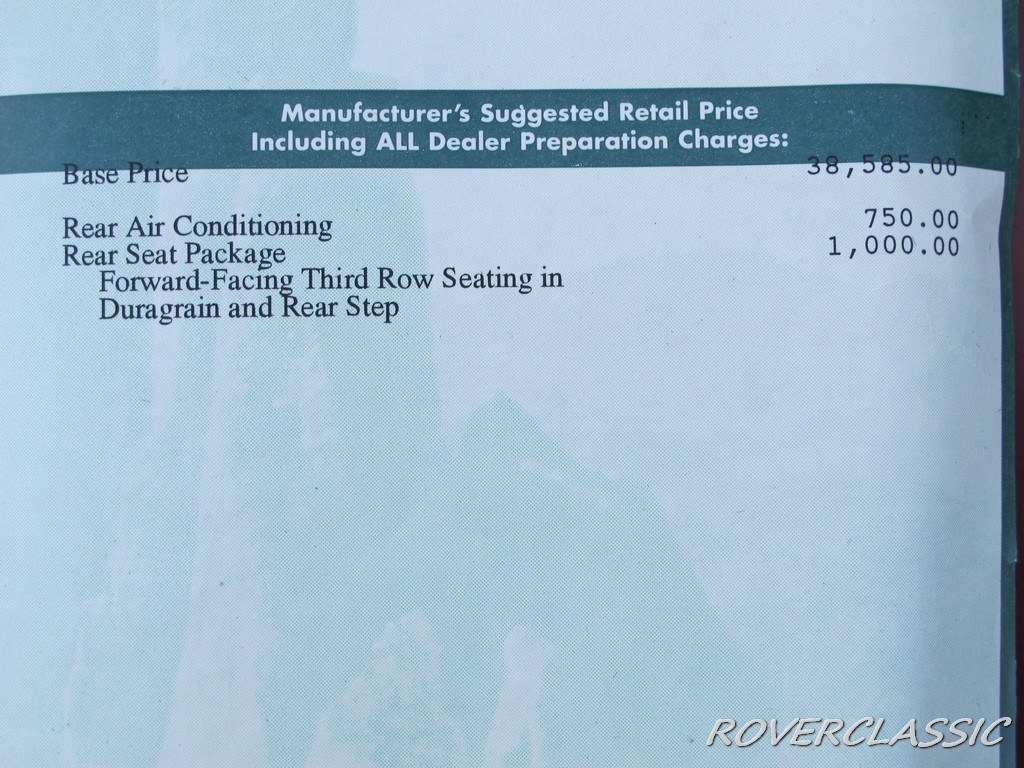 Manufacturer's Suggested Retail Price
Including ALL Dealer Preparation Charges:
Base Price 38,585.00
Rear Air Conditioning 750.00
Rear Seat Package 1,000.00
Forward-Facing Third Row Seating in
Duragrain and Rear Step
ROVERCLASSIC